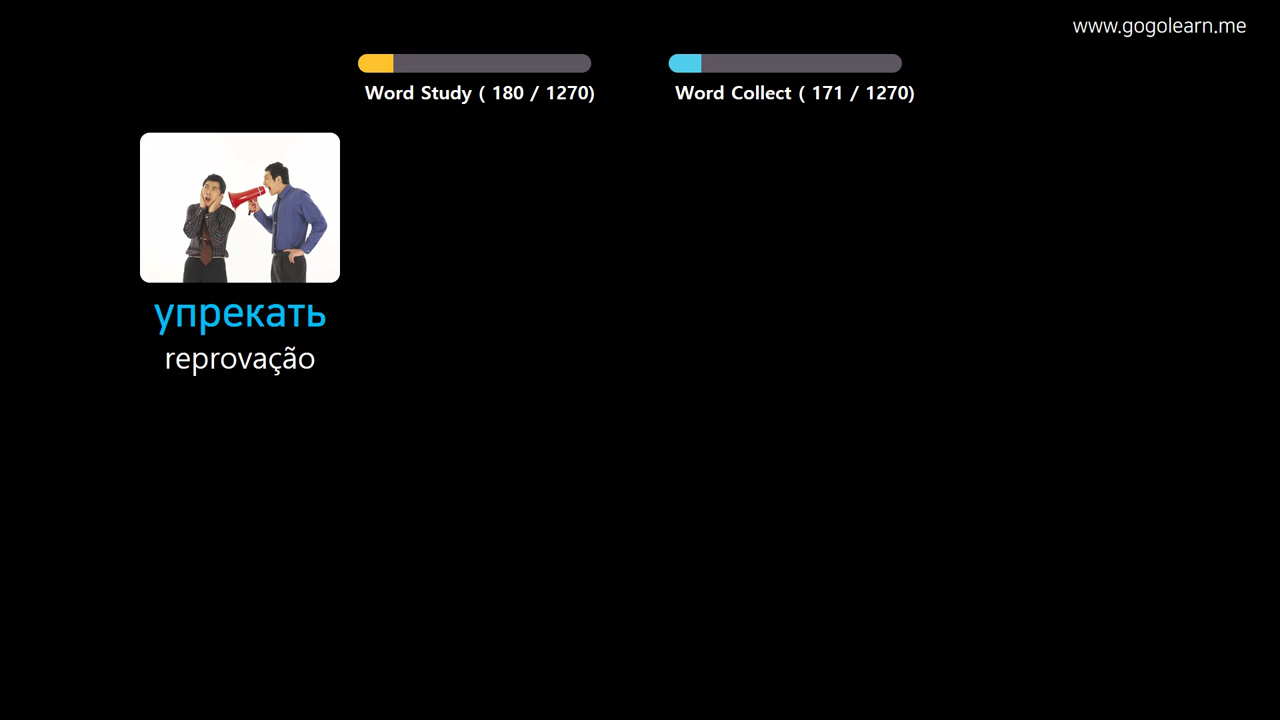 www.gogolearn.me
Word Study ( 180 / 1270)
Word Collect ( 171 / 1270)
упрекать
reprovação